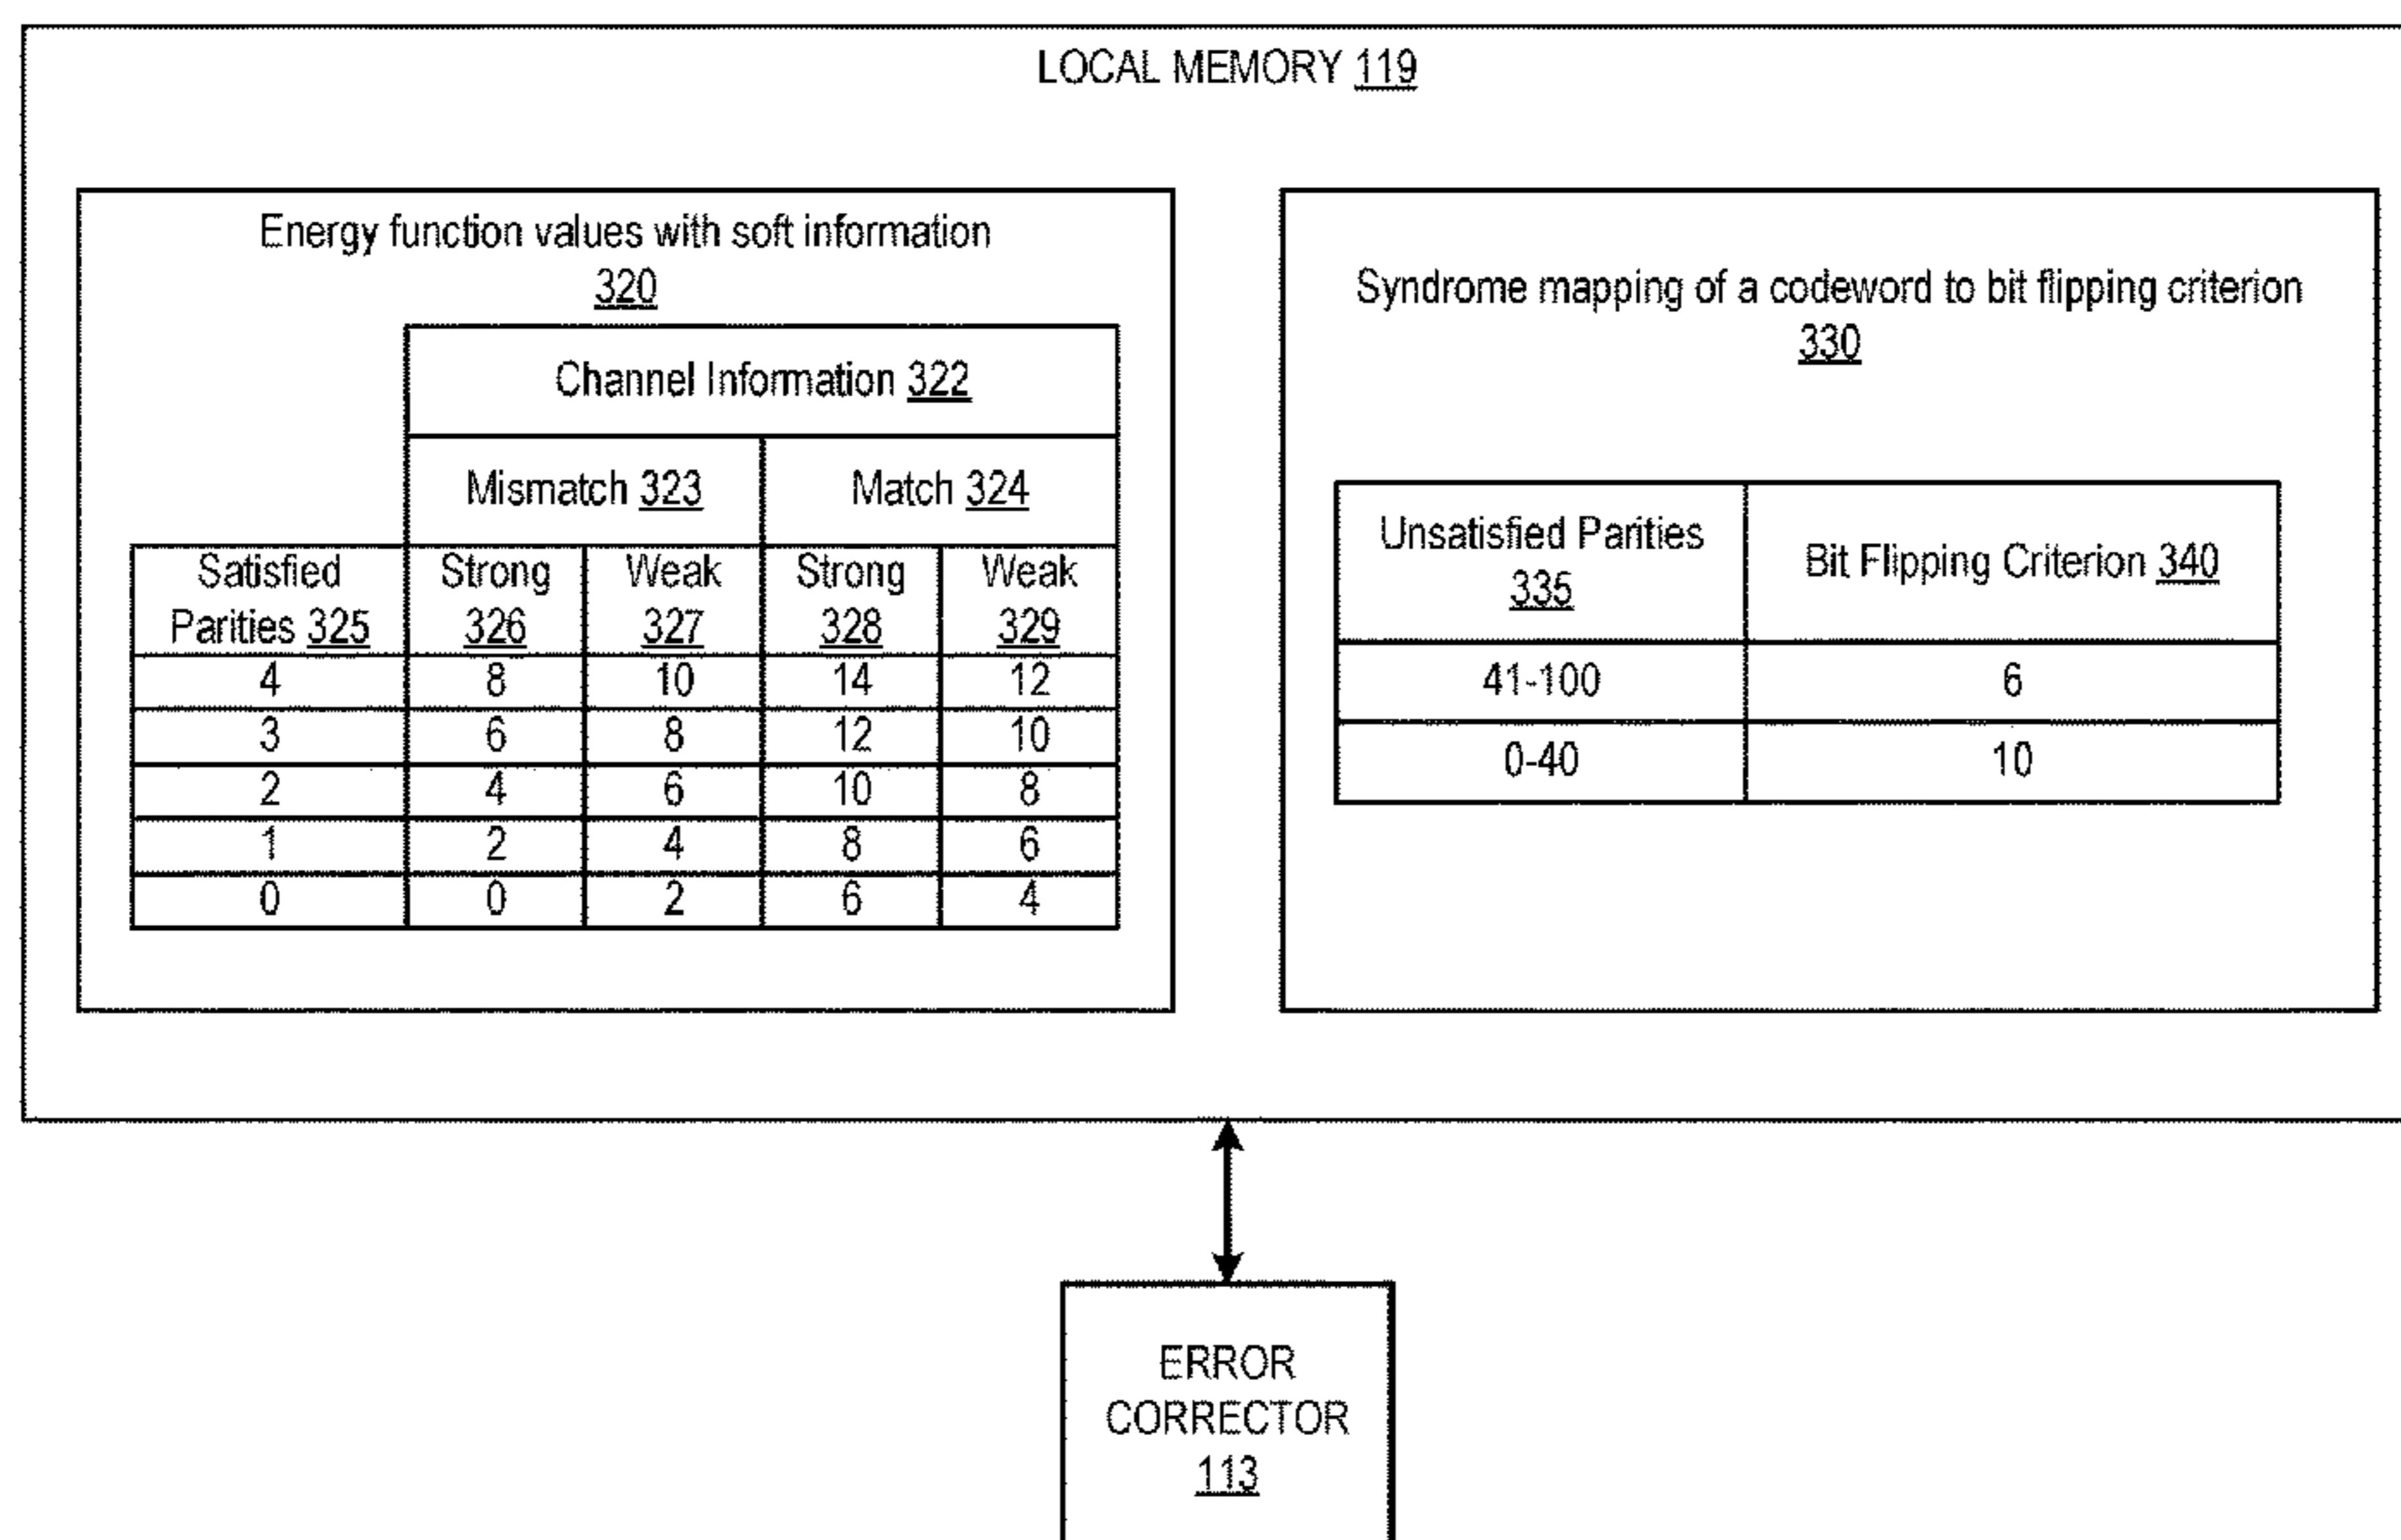 LOCAL MEMORY 119
Energy function values with soft information
320
Channel Information 322
Mismatch 323 Match 324
Satisfied Strong Weak Strong Weak
Parities 325 326 327 328 329
4 8 10 14 12
3 6 8 12 10
2 4 6 10 8
1 2 4 8 6
0 0 2 6 4
Syndrome mapping of a codeword to bit flipping criterion
330
Unsatisfied Parities
335
Bit Flipping Criterion 340
41-100 6
0-40 10
ERROR
CORRECTOR
113